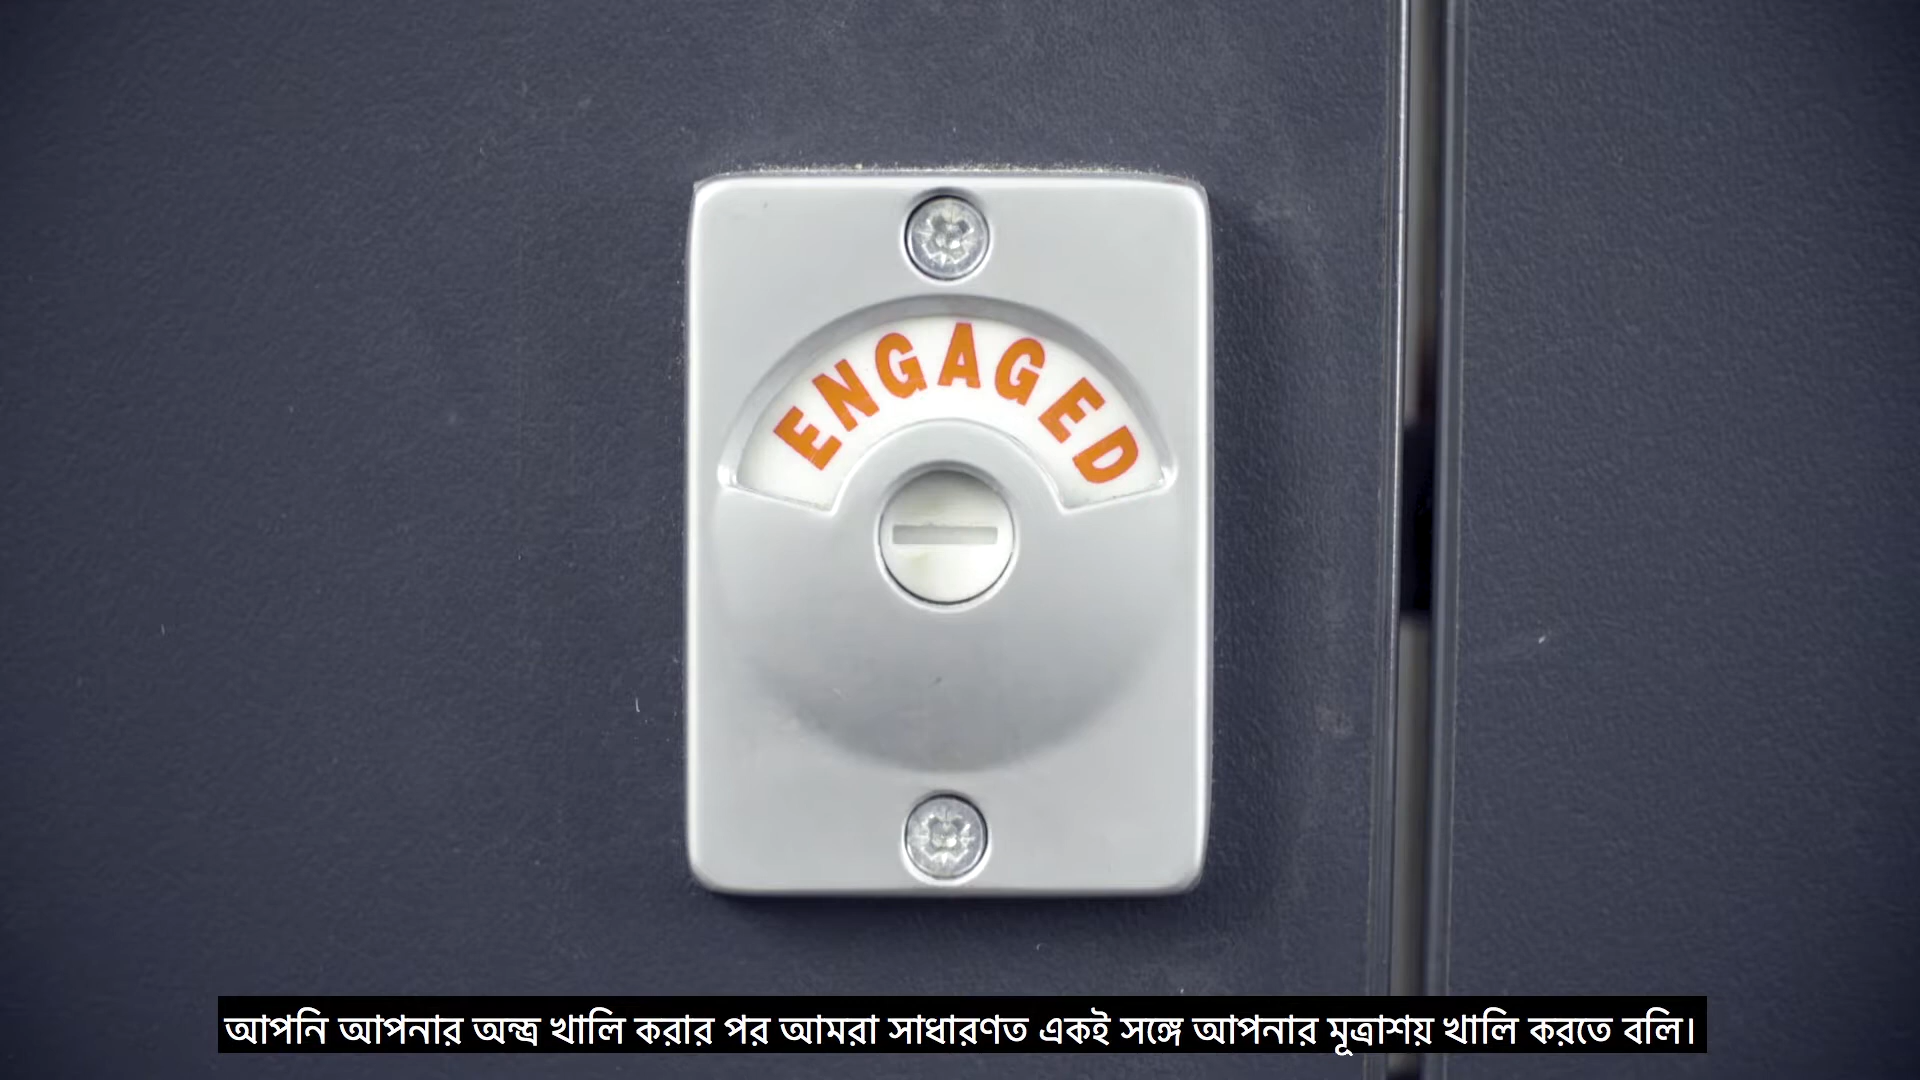 ENGAGED
আপনি আপনার অন্ত্র খালি করার পর আমরা সাধারণত একই সঙ্গে আপনার মূত্রাশয় খালি করতে বলি।